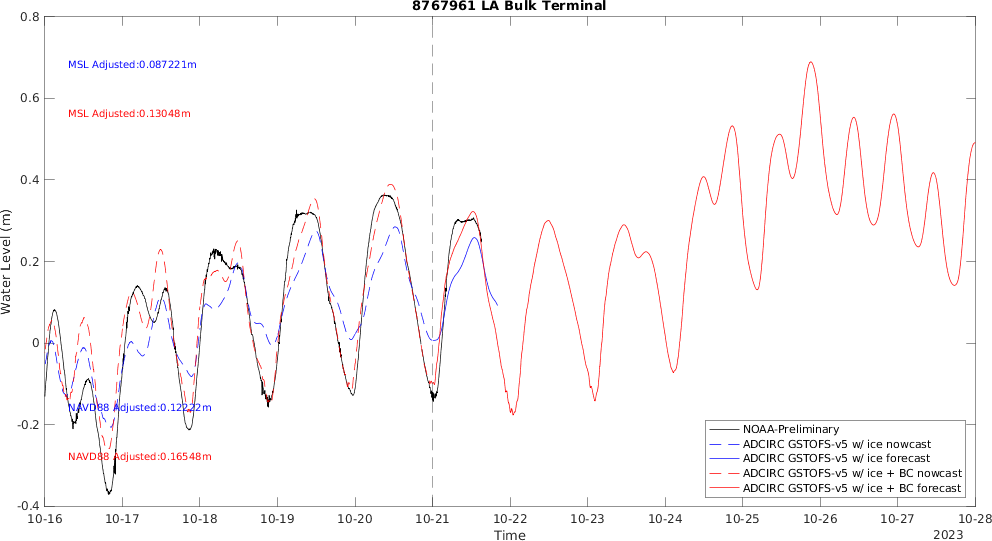 8767961 LA Bulk Terminal
0.8
0.6
0.4
0.2
0
-0.2
-0.4
Water Level (m)
MSL Adjusted:0.087221m
MSL Adjusted:0.13048m
NAVD88 Adjusted:0.12222m
NAVD88 Adjusted:0.16548m
NOAA-Preliminary
ADCIRC GSTOFS-v5 w/ ice nowcast
ADCIRC GSTOFS-v5 w/ ice forecast
ADCIRC GSTOFS-v5 w/ ice + BC nowcast
ADCIRC GSTOFS-v5 w/ ice + BC forecast
10-16 10-17 10-18 10-19 10-20 10-21 10-22 10-23 10-24 10-25 10-26 10-27 10-28
Time
2023